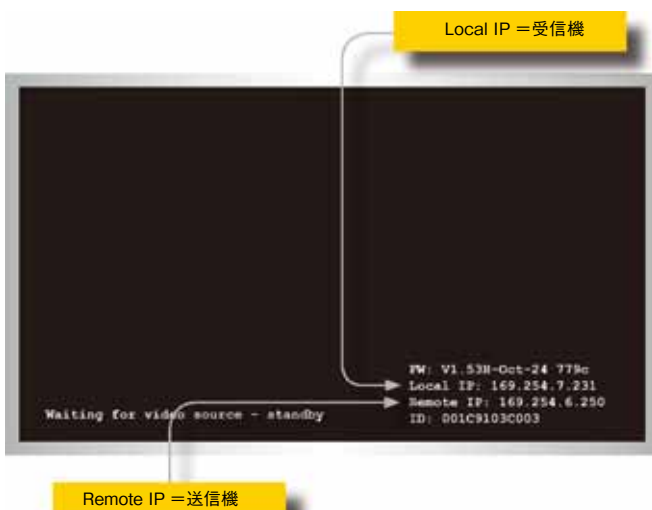 Local IP ＝受信機
FW: V1.53H-Oct-24 779c
Local IP: 169.254.7.231
Remote IP: 169.254.6.250
Waiting for video source - standby
ID: 001C9103C003
Remote IP ＝送信機